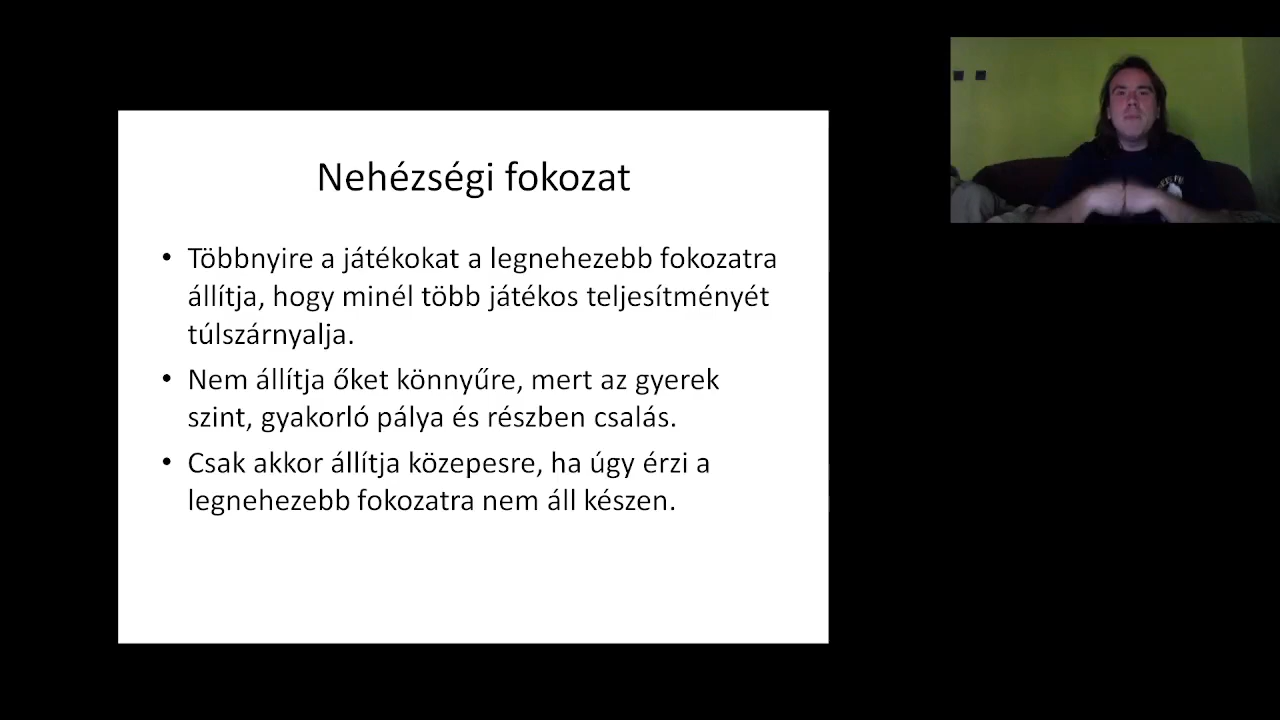 Nehézségi fokozat
• Többnyire a játékokat a legnehezebb fokozatra
állítja, hogy minél több játékos teljesítményét
túlszárnyalja.
• Nem állítja őket könnyűre, mert az gyerek
szint, gyakorló pálya és részben csalás.
• Csak akkor állítja közepesre, ha úgy érzi a
legnehezebb fokozatra nem áll készen.